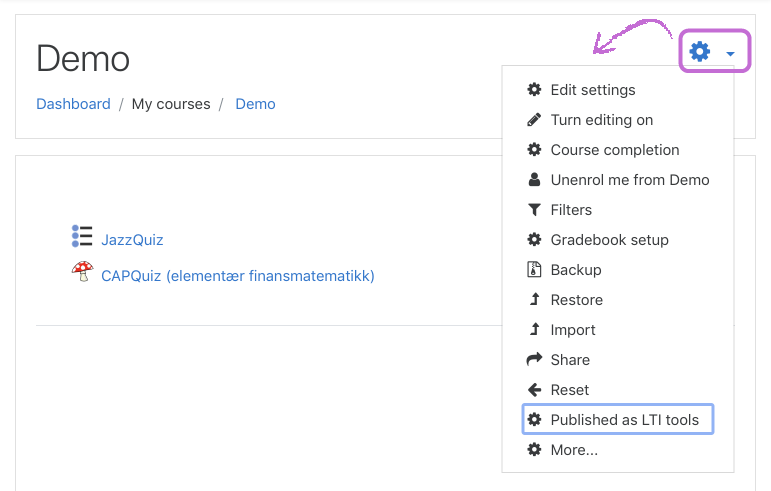 Demo
Dashboard / My courses / Demo
Edit settings
Turn editing on
Course completion
Unenrol me from Demo
Filters
Gradebook setup
Backup
Restore
Import
Share
Reset
Published as LTI tools
More...
JazzQuiz
CAPQuiz (elementær finansmatematikk)